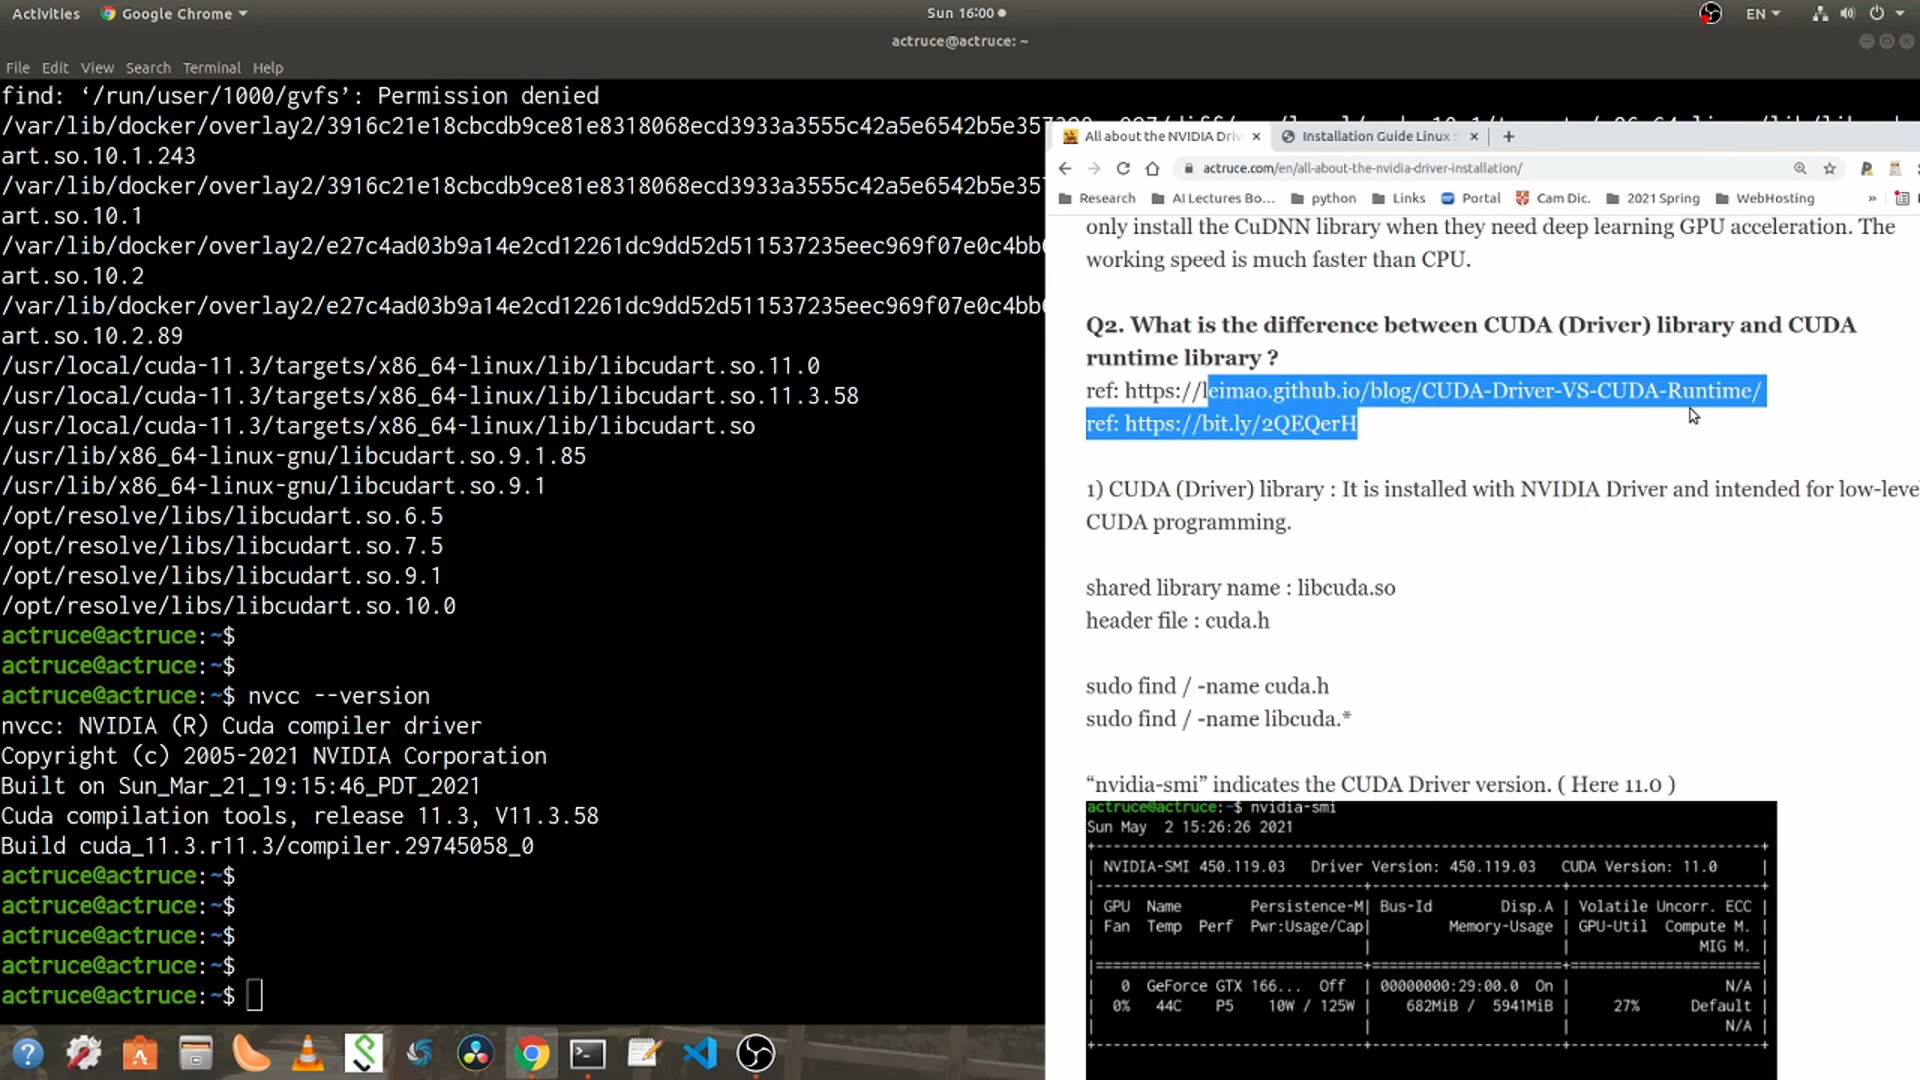 Activities Google Chrome Sun 16:00 EN
actruce@actruce: ~
File Edit View Search Terminal Help
find: ‘/run/user/1000/gvfs’: Permission denied
/var/lib/docker/overlay2/3916c21e18cbcdb9ce81e8318068ecd3933a3555c42a5e6542b5e35
art.so.10.1.243
/var/lib/docker/overlay2/3916c21e18cbcdb9ce81e8318068ecd3933a3555c42a5e6542b5e35
art.so.10.1
/var/lib/docker/overlay2/e27c4ad03b9a14e2cd12261dc9dd52d511537235eec969f07e0c4bb
art.so.10.2
/var/lib/docker/overlay2/e27c4ad03b9a14e2cd12261dc9dd52d511537235eec969f07e0c4bb
art.so.10.2.89
/usr/local/cuda-11.3/targets/x86_64-linux/lib/libcudart.so.11.0
/usr/local/cuda-11.3/targets/x86_64-linux/lib/libcudart.so.11.3.58
/usr/local/cuda-11.3/targets/x86_64-linux/lib/libcudart.so
/usr/lib/x86_64-linux-gnu/libcudart.so.9.1.85
/usr/lib/x86_64-linux-gnu/libcudart.so.9.1
/opt/resolve/libs/libcudart.so.6.5
/opt/resolve/libs/libcudart.so.7.5
/opt/resolve/libs/libcudart.so.9.1
/opt/resolve/libs/libcudart.so.10.0
actruce@actruce:~$
actruce@actruce:~$
actruce@actruce:~$ nvcc --version
nvcc: NVIDIA (R) Cuda compiler driver
Copyright (c) 2005-2021 NVIDIA Corporation
Built on Sun_Mar_21_19:15:46_PDT_2021
Cuda compilation tools, release 11.3, V11.3.58
Build cuda_11.3.r11.3/compiler.29745058_0
actruce@actruce:~$
actruce@actruce:~$
actruce@actruce:~$
actruce@actruce:~$
actruce@actruce:~$
All about the NVIDIA Driv Installation Guide Linux
actruce.com/en/all-about-the-nvidia-driver-installation/
Research AI Lectures Bo... python Links Portal Cam Dic. 2021 Spring WebHosting »
only install the CuDNN library when they need deep learning GPU acceleration. The
working speed is much faster than CPU.
Q2. What is the difference between CUDA (Driver) library and CUDA
runtime library ?
ref: https://leimao.github.io/blog/CUDA-Driver-VS-CUDA-Runtime/
ref: https://bit.ly/2QEQerH
1) CUDA (Driver) library : It is installed with NVIDIA Driver and intended for low-leve
CUDA programming.
shared library name : libcuda.so
header file : cuda.h
sudo find / -name cuda.h
sudo find / -name libcuda.*
“nvidia-smi” indicates the CUDA Driver version. ( Here 11.0 )
actruce@actruce:~$ nvidia-smi
Sun May 2 15:26:26 2021
NVIDIA-SMI 450.119.03 Driver Version: 450.119.03 CUDA Version: 11.0
GPU Name Persistence-M| Bus-Id Disp.A | Volatile Uncorr. ECC
Fan Temp Perf Pwr:Usage/Cap| Memory-Usage | GPU-Util Compute M.
MIG M.
0 GeForce GTX 166... Off | 00000000:29:00.0 On | N/A
0% 44C P5 10W / 125W | 682MiB / 5941MiB | 27% Default
N/A